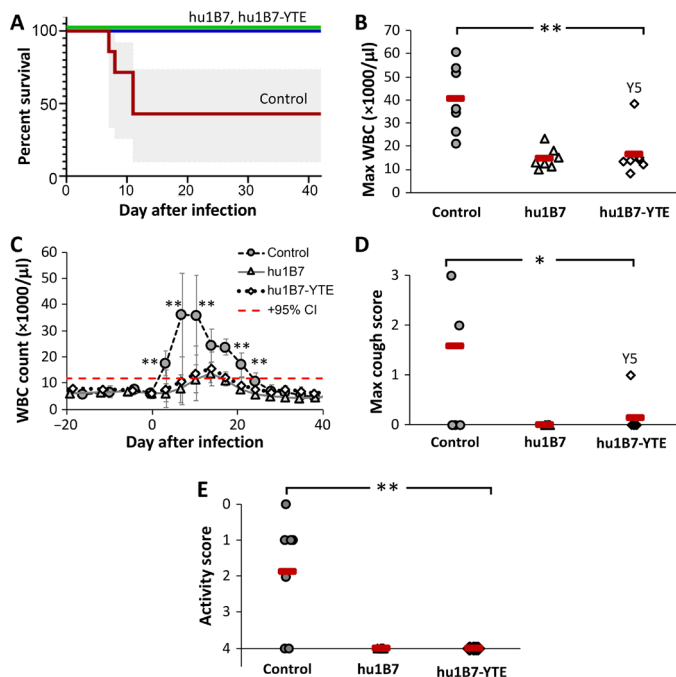 A
hu1B7, hu1B7-YTE
Percent survival
100
50
0
Control
0 10 20 30 40
Day after infection
B
**
Max WBC (×1000/µl)
70
60
50
40
30
20
10
0
Y5
Control hu1B7 hu1B7-YTE
C
WBC count (×1000/µl)
60
50
40
30
20
10
0
Control
hu1B7
hu1B7-YTE
+95% CI
** ** ** ** **
−20 0 20 40
Day after infection
D
*
Max cough score
3
2
1
0
Y5
Control hu1B7 hu1B7-YTE
E
**
Activity score
0
1
2
3
4
Control hu1B7 hu1B7-YTE